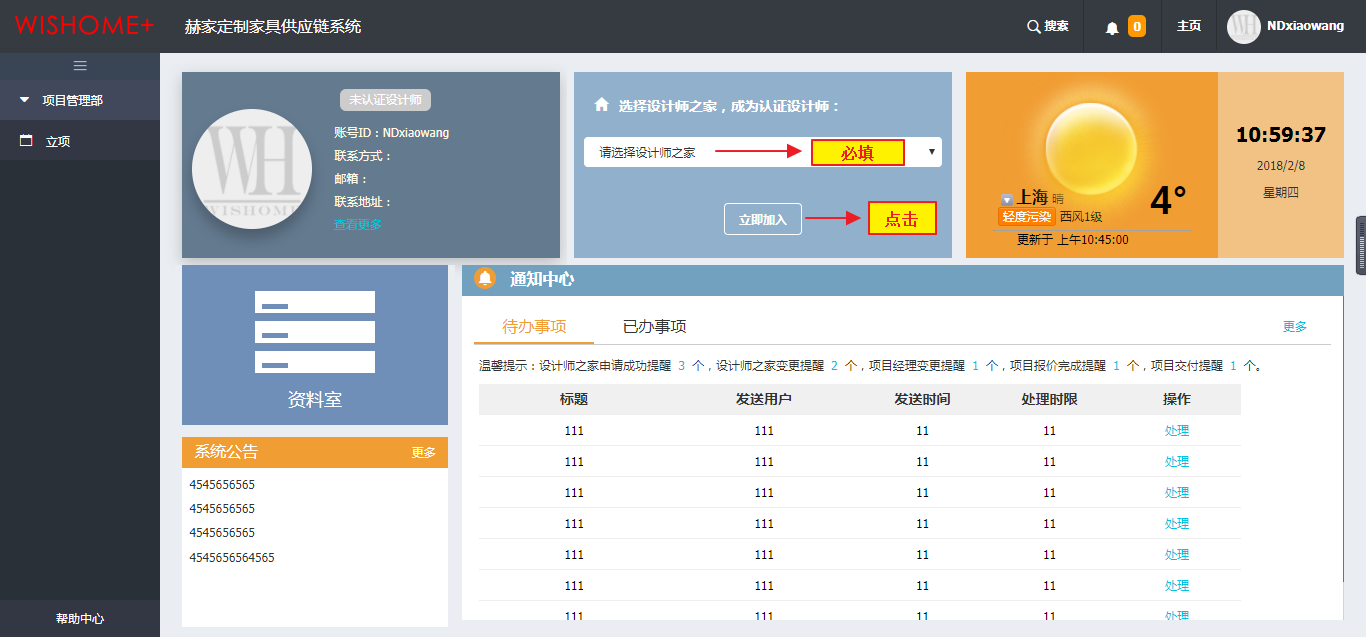 WISHOME+
赫家定制家具供应链系统
搜索
0
主页
NDxiaowang
项目管理部
立项
帮助中心
WH
WISHOME
未认证设计师
账号ID：NDxiaowang
联系方式：
邮箱：
联系地址：
查看更多
选择设计师之家，成为认证设计师：
请选择设计师之家
必填
立即加入
点击
上海 晴
轻度污染 西风1级
4°
更新于 上午10:45:00
10:59:37
2018/2/8
星期四
资料室
系统公告 更多
4545656565
4545656565
4545656565
4545656564565
通知中心
待办事项 已办事项 更多
温馨提示：设计师之家申请成功提醒 3 个，设计师之家变更提醒 2 个，项目经理变更提醒 1 个，项目报价完成提醒 1 个，项目交付提醒 1 个。
标题 发送用户 发送时间 处理时限 操作
111 111 11 11 处理
111 111 11 11 处理
111 111 11 11 处理
111 111 11 11 处理
111 111 11 11 处理
111 111 11 11 处理
111 111 11 11 处理